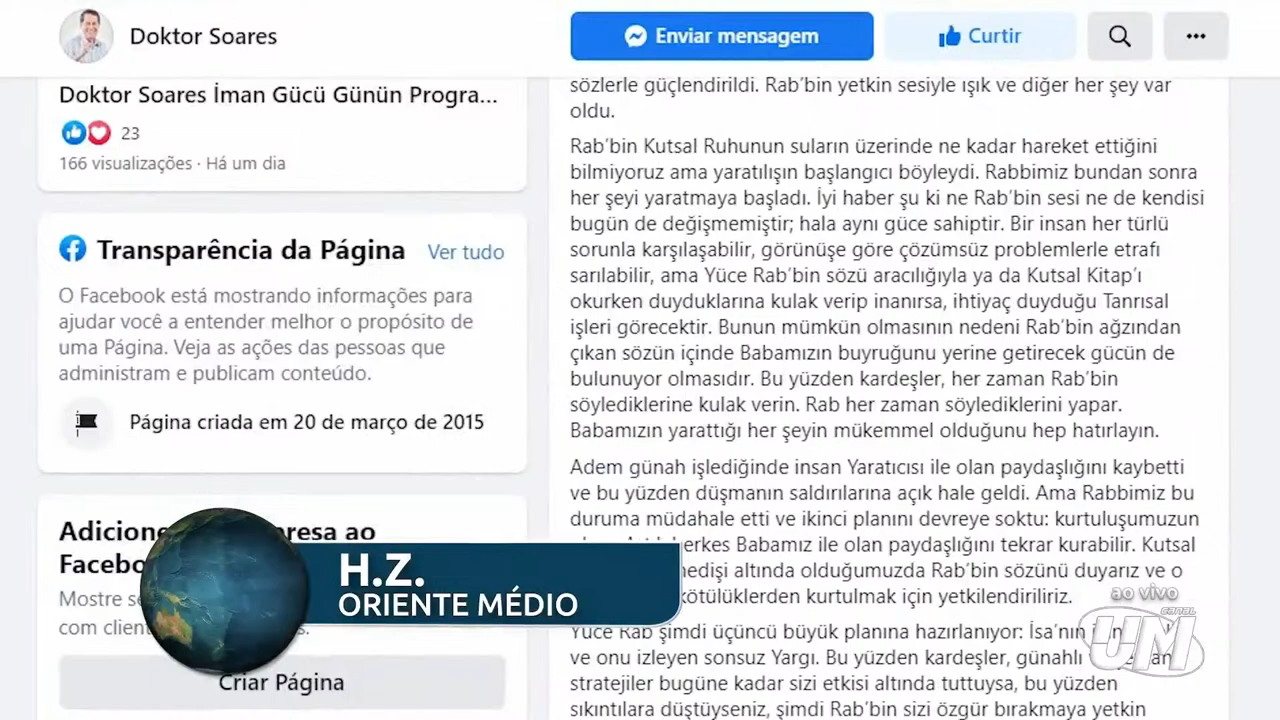 Doktor Soares
Enviar mensagem
Curtir
Doktor Soares İman Gücü Günün Progra...
23
166 visualizações · Há um dia
Transparência da Página
Ver tudo
O Facebook está mostrando informações para
ajudar você a entender melhor o propósito de
uma Página. Veja as ações das pessoas que
administram e publicam conteúdo.
Página criada em 20 de março de 2015
Adicione ao
Facebo
Mostre
com
Criar Página
sözlerle güçlendirildi. Rab'bin yetkin sesiyle ışık ve diğer her şey var
oldu.
Rab'bin Kutsal Ruhunun suların üzerinde ne kadar hareket ettiğini
bilmiyoruz ama yaratılışın başlangıcı böyleydi. Rabbimiz bundan sonra
her şeyi yaratmaya başladı. İyi haber şu ki ne Rab'bin sesi ne de kendisi
bugün de değişmemiştir; hala aynı güce sahiptir. Bir insan her türlü
sorunla karşılaşabilir, görünüşe göre çözümsüz problemlerle etrafı
sarılabilir, ama Yüce Rab'bin sözü aracılığıyla ya da Kutsal Kitap'ı
okurken duyduklarına kulak verip inanırsa, ihtiyaç duyduğu Tanrısal
işleri görecektir. Bunun mümkün olmasının nedeni Rab'bin ağzından
çıkan sözün içinde Babamızın buyruğunu yerine getirecek gücün de
bulunuyor olmasıdır. Bu yüzden kardeşler, her zaman Rab'bin
söylediklerine kulak verin. Rab her zaman söylediklerini yapar.
Babamızın yarattığı her şeyin mükemmel olduğunu hep hatırlayın.
Adem günah işlediğinde insan Yaratıcısı ile olan paydaşlığını kaybetti
ve bu yüzden düşmanın saldırılarına açık hale geldi. Ama Rabbimiz bu
duruma müdahale etti ve ikinci planını devreye soktu: kurtuluşumuzun
erkes Babamız ile olan paydaşlığını tekrar kurabilir. Kutsal
altında olduğumuzda Rab'bin sözünü duyarız ve o
kötülüklerden kurtulmak için yetkilendiriliriz.
Yüce Rab şimdi üçüncü büyük planına hazırlanıyor: İsa'nın
ve onu izleyen sonsuz Yargı. Bu yüzden kardeşler, günahlı
stratejiler bugüne kadar sizi etkisi altında tuttuysa, bu yüzden
sıkıntılara düştüyseniz, şimdi Rab'bin sizi özgür bırakmaya yetkin
H.Z.
ORIENTE MÉDIO
ao vivo
canal
UM